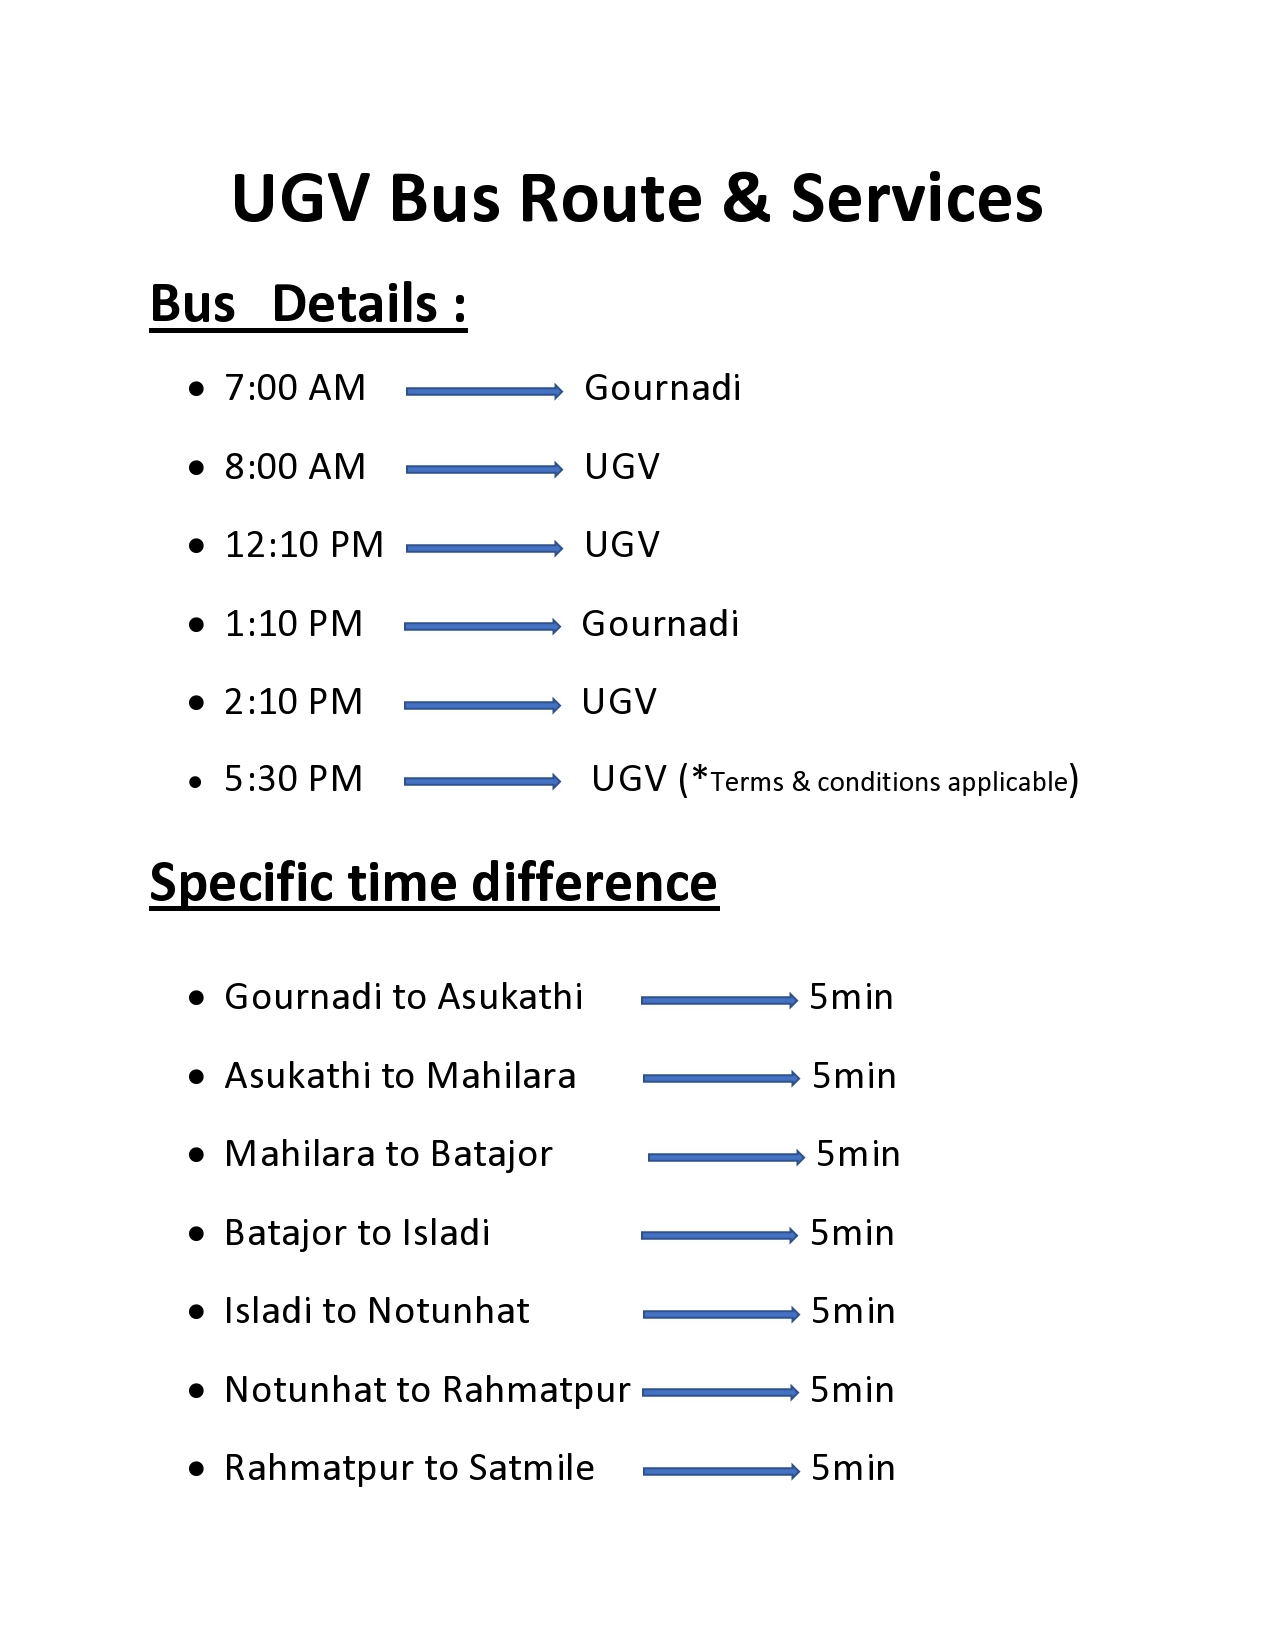 UGV Bus Route & Services
Bus Details :
• 7:00 AM Gournadi
• 8:00 AM UGV
• 12:10 PM UGV
• 1:10 PM Gournadi
• 2:10 PM UGV
• 5:30 PM UGV (*Terms & conditions applicable)
Specific time difference
• Gournadi to Asukathi 5min
• Asukathi to Mahilara 5min
• Mahilara to Batajor 5min
• Batajor to Isladi 5min
• Isladi to Notunhat 5min
• Notunhat to Rahmatpur 5min
• Rahmatpur to Satmile 5min